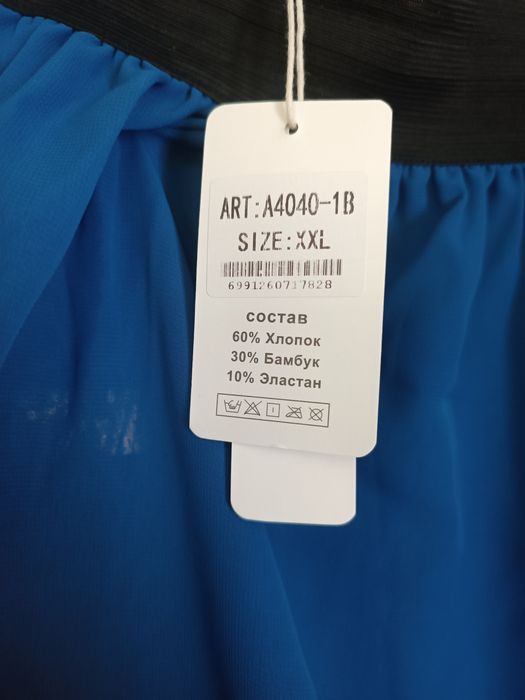 ART:A4040-1B
SIZE:XXL
6991260717828
состав
60% Хлопок
30% Бамбук
10% Эластан